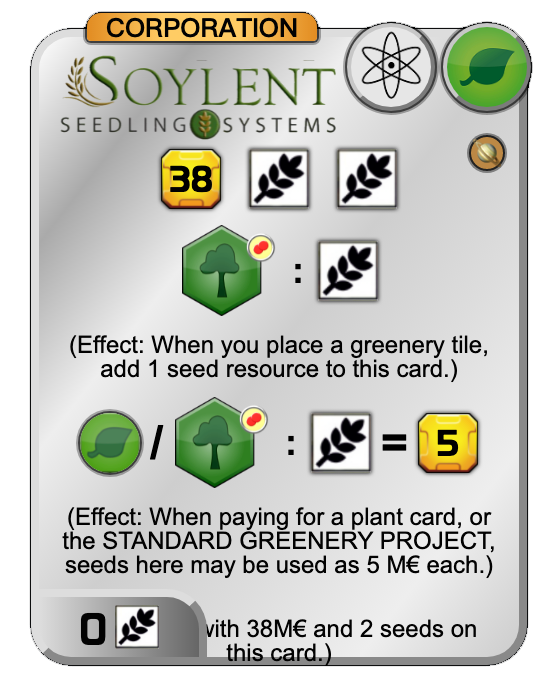 CORPORATION
SOYLENT
SEEDLING SYSTEMS
38
:
(Effect: When you place a greenery tile,
add 1 seed resource to this card.)
/ : = 5
(Effect: When paying for a plant card, or
the STANDARD GREENERY PROJECT,
seeds here may be used as 5 M€ each.)
0
with 38M€ and 2 seeds on
this card.)